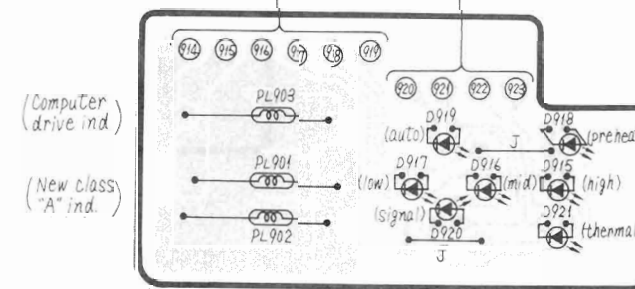 914 915 916 917 918 919
920 921 922 923
(Computer
drive ind)
PL903
D919
(auto)
J
D918
(prehea
(New class
"A" ind.)
PL901
D917
(low)
D916
(mid)
D915
(high)
PL902
(signal)
D920
J
D921
(thermal